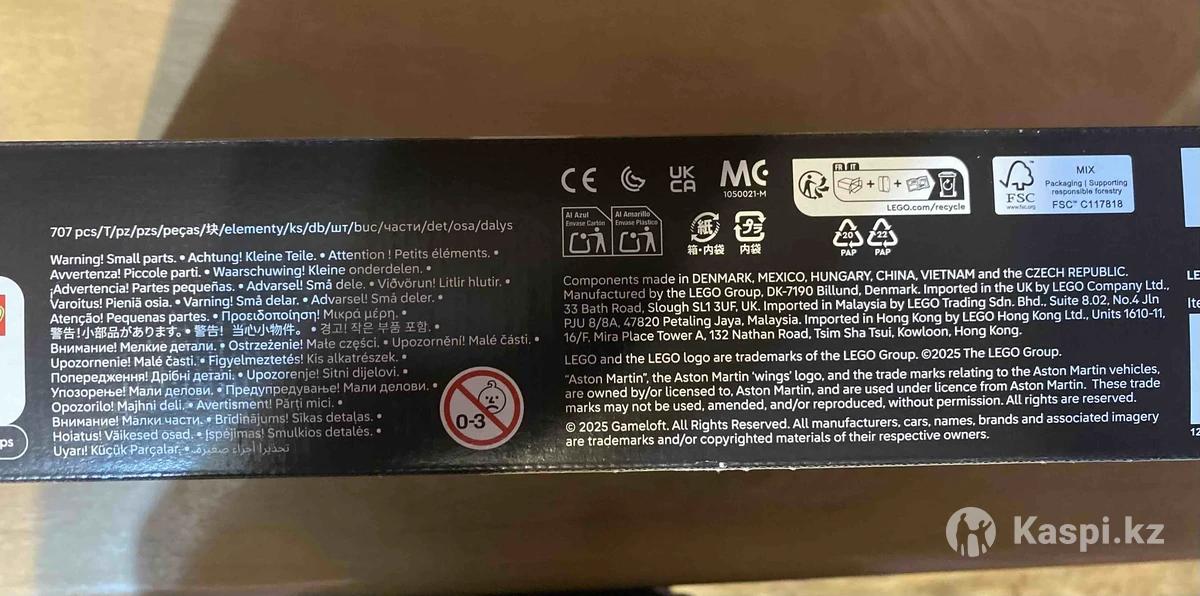 707 pcs/T/pz/pzs/peças/块/elementy/ks/db/шт/buc/части/det/osa/dalys
Warning! Small parts. • Achtung! Kleine Teile. • Attention ! Petits éléments. •
Avvertenza! Piccole parti. • Waarschuwing! Kleine onderdelen. •
¡Advertencia! Partes pequeñas. • Advarsel! Små dele. • Viðvörun! Litlir hlutir. •
Varoitus! Pieniä osia. • Varning! Små delar. • Advarsel! Små deler. •
Atenção! Pequenas partes. • Προειδοποίηση! Μικρά μέρη. •
警告!小部品があります。• 警告! 当心小物件。 • 경고! 작은 부품 포함. •
Внимание! Мелкие детали. • Ostrzeżenie! Małe części. • Upozornění! Malé části. •
Upozornenie! Malé časti. • Figyelmeztetés! Kis alkatrészek. •
Попередження! Дрібні деталі. • Upozorenje! Sitni dijelovi. •
Упозорење! Мали делови. • Предупредување! Мали делови. •
Opozorilo! Majhni deli. • Avertisment! Părți mici. •
Внимание! Малки части. • Brīdinājums! Sīkas detaļas. •
Hoiatus! Väikesed osad. • Įspėjimas! Smulkios detalės. •
Uyarı! Küçük Parçalar. • تحذير! أجزاء صغيرة.
0-3
CE
UK
CA
MC
1050021-M
FR IT
LEGO.com/recycle
FSC
www.fsc.org
MIX
Packaging | Supporting
responsible forestry
FSC™ C117818
Al Azul
Envase Cartón
Al Amarillo
Envase Plástico
紙
箱・内袋
プラ
内袋
20
PAP
22
PAP
Components made in DENMARK, MEXICO, HUNGARY, CHINA, VIETNAM and the CZECH REPUBLIC.
Manufactured by the LEGO Group, DK-7190 Billund, Denmark. Imported in the UK by LEGO Company Ltd.,
33 Bath Road, Slough SL1 3UF, UK. Imported in Malaysia by LEGO Trading Sdn. Bhd., Suite 8.02, No.4 Jln
PJU 8/8A, 47820 Petaling Jaya, Malaysia. Imported in Hong Kong by LEGO Hong Kong Ltd., Units 1610-11,
16/F, Mira Place Tower A, 132 Nathan Road, Tsim Sha Tsui, Kowloon, Hong Kong.
LEGO and the LEGO logo are trademarks of the LEGO Group. ©2025 The LEGO Group.
“Aston Martin”, the Aston Martin ‘wings’ logo, and the trade marks relating to the Aston Martin vehicles,
are owned by/or licensed to, Aston Martin, and are used under licence from Aston Martin. These trade
marks may not be used, amended, and/or reproduced, without permission. All rights are reserved.
© 2025 Gameloft. All Rights Reserved. All manufacturers, cars, names, brands and associated imagery
are trademarks and/or copyrighted materials of their respective owners.
Kaspi.kz